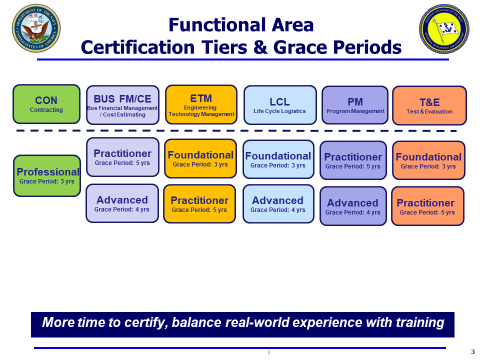 Functional Area
Certification Tiers & Grace Periods
CON
Contracting
BUS FM/CE
Bus Financial Management
/ Cost Estimating
ETM
Engineering
Technology Management
LCL
Life Cycle Logistics
PM
Program Management
T&E
Test & Evaluation
Professional
Grace Period: 3 yrs
Practitioner
Grace Period: 5 yrs
Foundational
Grace Period: 3 yrs
Foundational
Grace Period: 3 yrs
Practitioner
Grace Period: 5 yrs
Foundational
Grace Period: 3 yrs
Advanced
Grace Period: 4 yrs
Practitioner
Grace Period: 5 yrs
Advanced
Grace Period: 4 yrs
Advanced
Grace Period: 4 yrs
Practitioner
Grace Period: 5 yrs
More time to certify, balance real-world experience with training
)
3